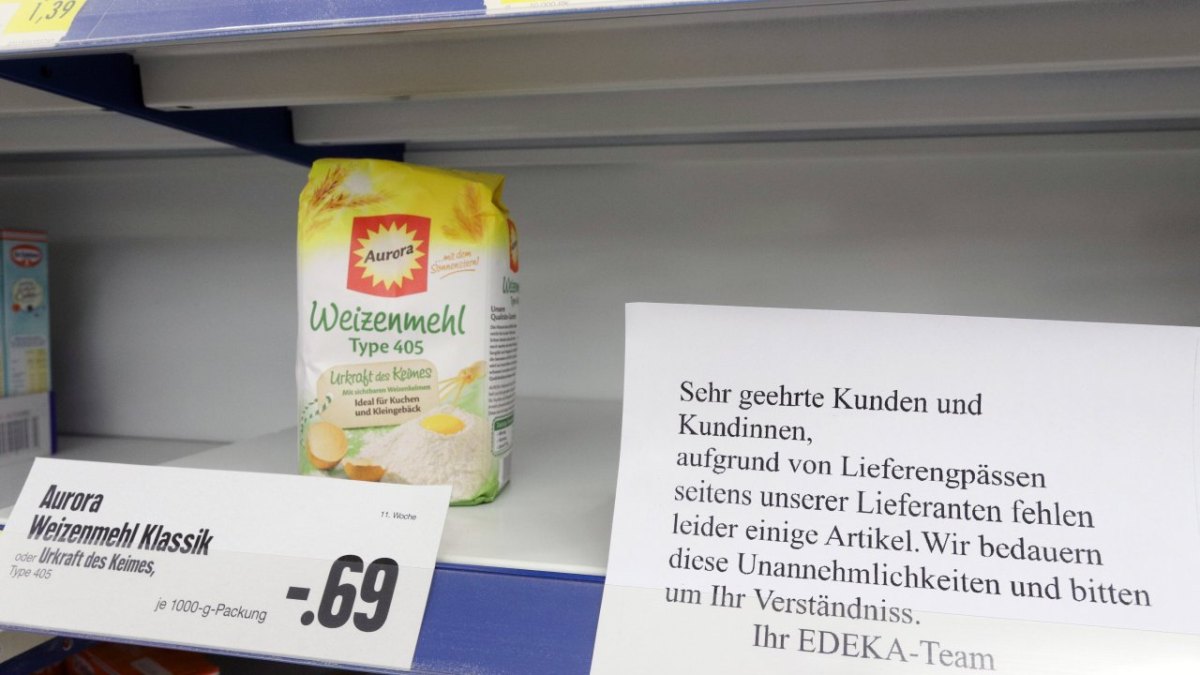 1,39
Aurora
...mit dem
Sonnenstern!
Weizenmehl
Type 405
Urkraft des Keimes
Mit sichtbaren Weizenkeimen
Ideal für Kuchen
und Kleingebäck
Aurora
Weizenmehl Klassik
oder Urkraft des Keimes,
Type 405
11. Woche
je 1000-g-Packung
-.69
Sehr geehrte Kunden und
Kundinnen,
aufgrund von Lieferengpässen
seitens unserer Lieferanten fehlen
leider einige Artikel.Wir bedauern
diese Unannehmlichkeiten und bitten
um Ihr Verständniss.
Ihr EDEKA-Team